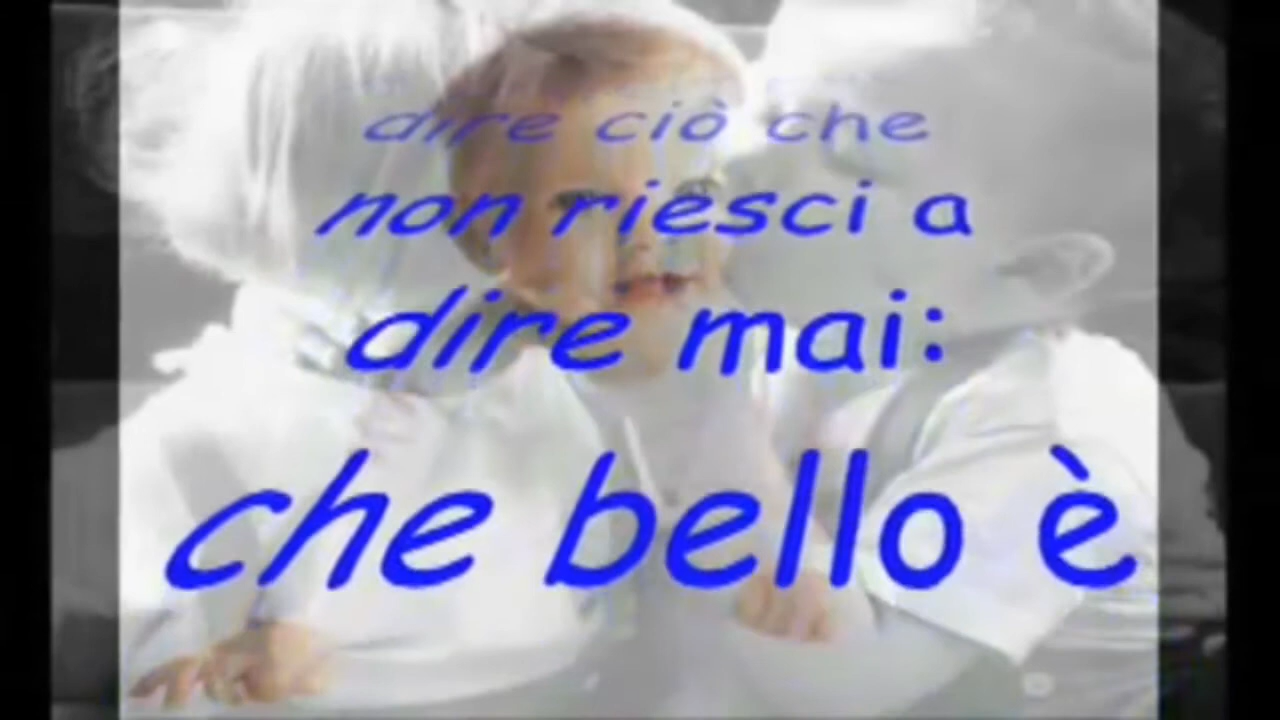 dire ciò che
non riesci a
dire mai:
che bello è